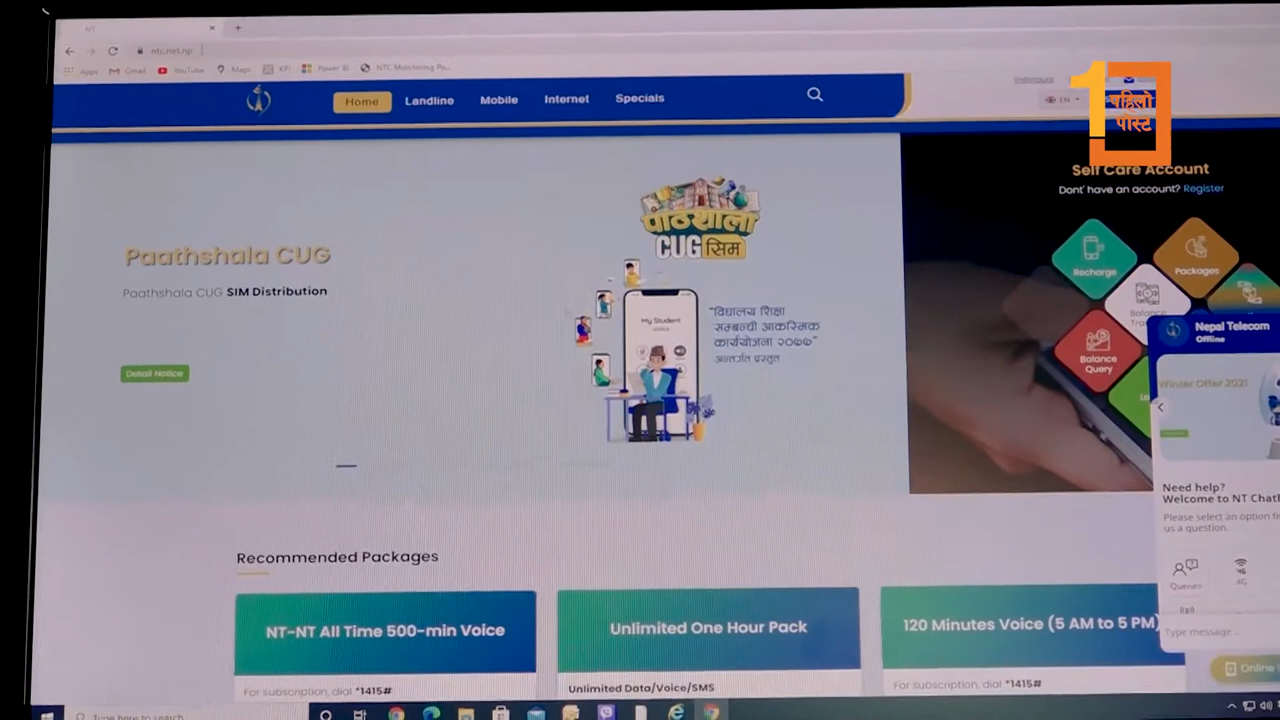 NT
ntc.net.np
Apps Gmail YouTube Maps KPI Power BI NTC Monitoring Po...
Home Landline Mobile Internet Specials
Individual
EN
पहिलो
पोस्ट
Self Care Account
Dont' have an account? Register
Recharge
Packages
Balance
Balance
Query
पाठशाला
CUG सिम
Paathshala CUG
Paathshala CUG SIM Distribution
Detail Notice
My Student
"विद्यालय शिक्षा
सम्बन्धी आकस्मिक
कार्ययोजना २०७७"
अन्तर्गत प्रस्तुत
Nepal Telecom
Offline
Winter Offer 2021
Need help?
Welcome to NT Chat
Please select an option
us a question.
Queries
4G
Type message ..
Online
Recommended Packages
NT-NT All Time 500-min Voice
Unlimited One Hour Pack
120 Minutes Voice (5 AM to 5 PM)
For subscription, dial *1415#
Unlimited Data/Voice/SMS
For subscription, dial *1415#
Type here to search